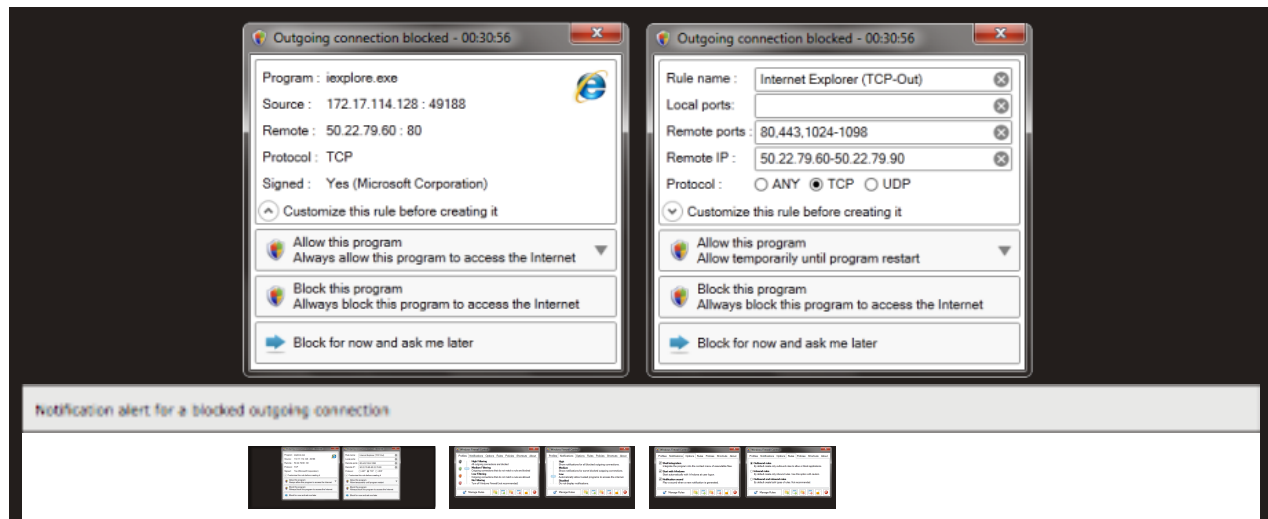 Outgoing connection blocked - 00:30:56
Program : iexplore.exe
Source : 172.17.114.128 : 49188
Remote : 50.22.79.60 : 80
Protocol : TCP
Signed : Yes (Microsoft Corporation)
Customize this rule before creating it
Allow this program
Always allow this program to access the Internet
Block this program
Allways block this program to access the Internet
Block for now and ask me later
Outgoing connection blocked - 00:30:56
Rule name : Internet Explorer (TCP-Out)
Local ports:
Remote ports : 80,443,1024-1098
Remote IP : 50.22.79.60-50.22.79.90
Protocol : ANY TCP UDP
Customize this rule before creating it
Allow this program
Allow temporarily until program restart
Block this program
Allways block this program to access the Internet
Block for now and ask me later
Notification alert for a blocked outgoing connection